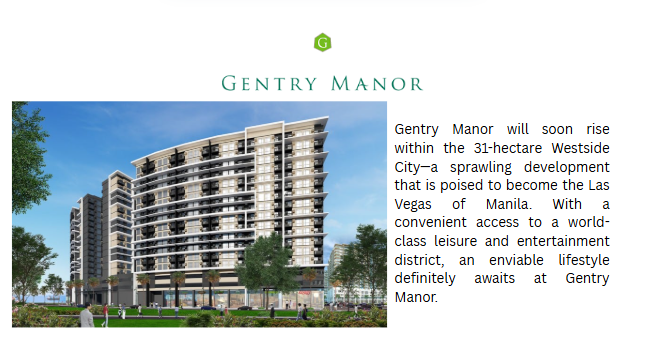 G
GENTRY MANOR
Gentry Manor will soon rise
within the 31-hectare Westside
City—a sprawling development
that is poised to become the Las
Vegas of Manila. With a
convenient access to a world-
class leisure and entertainment
district, an enviable lifestyle
definitely awaits at Gentry
Manor.